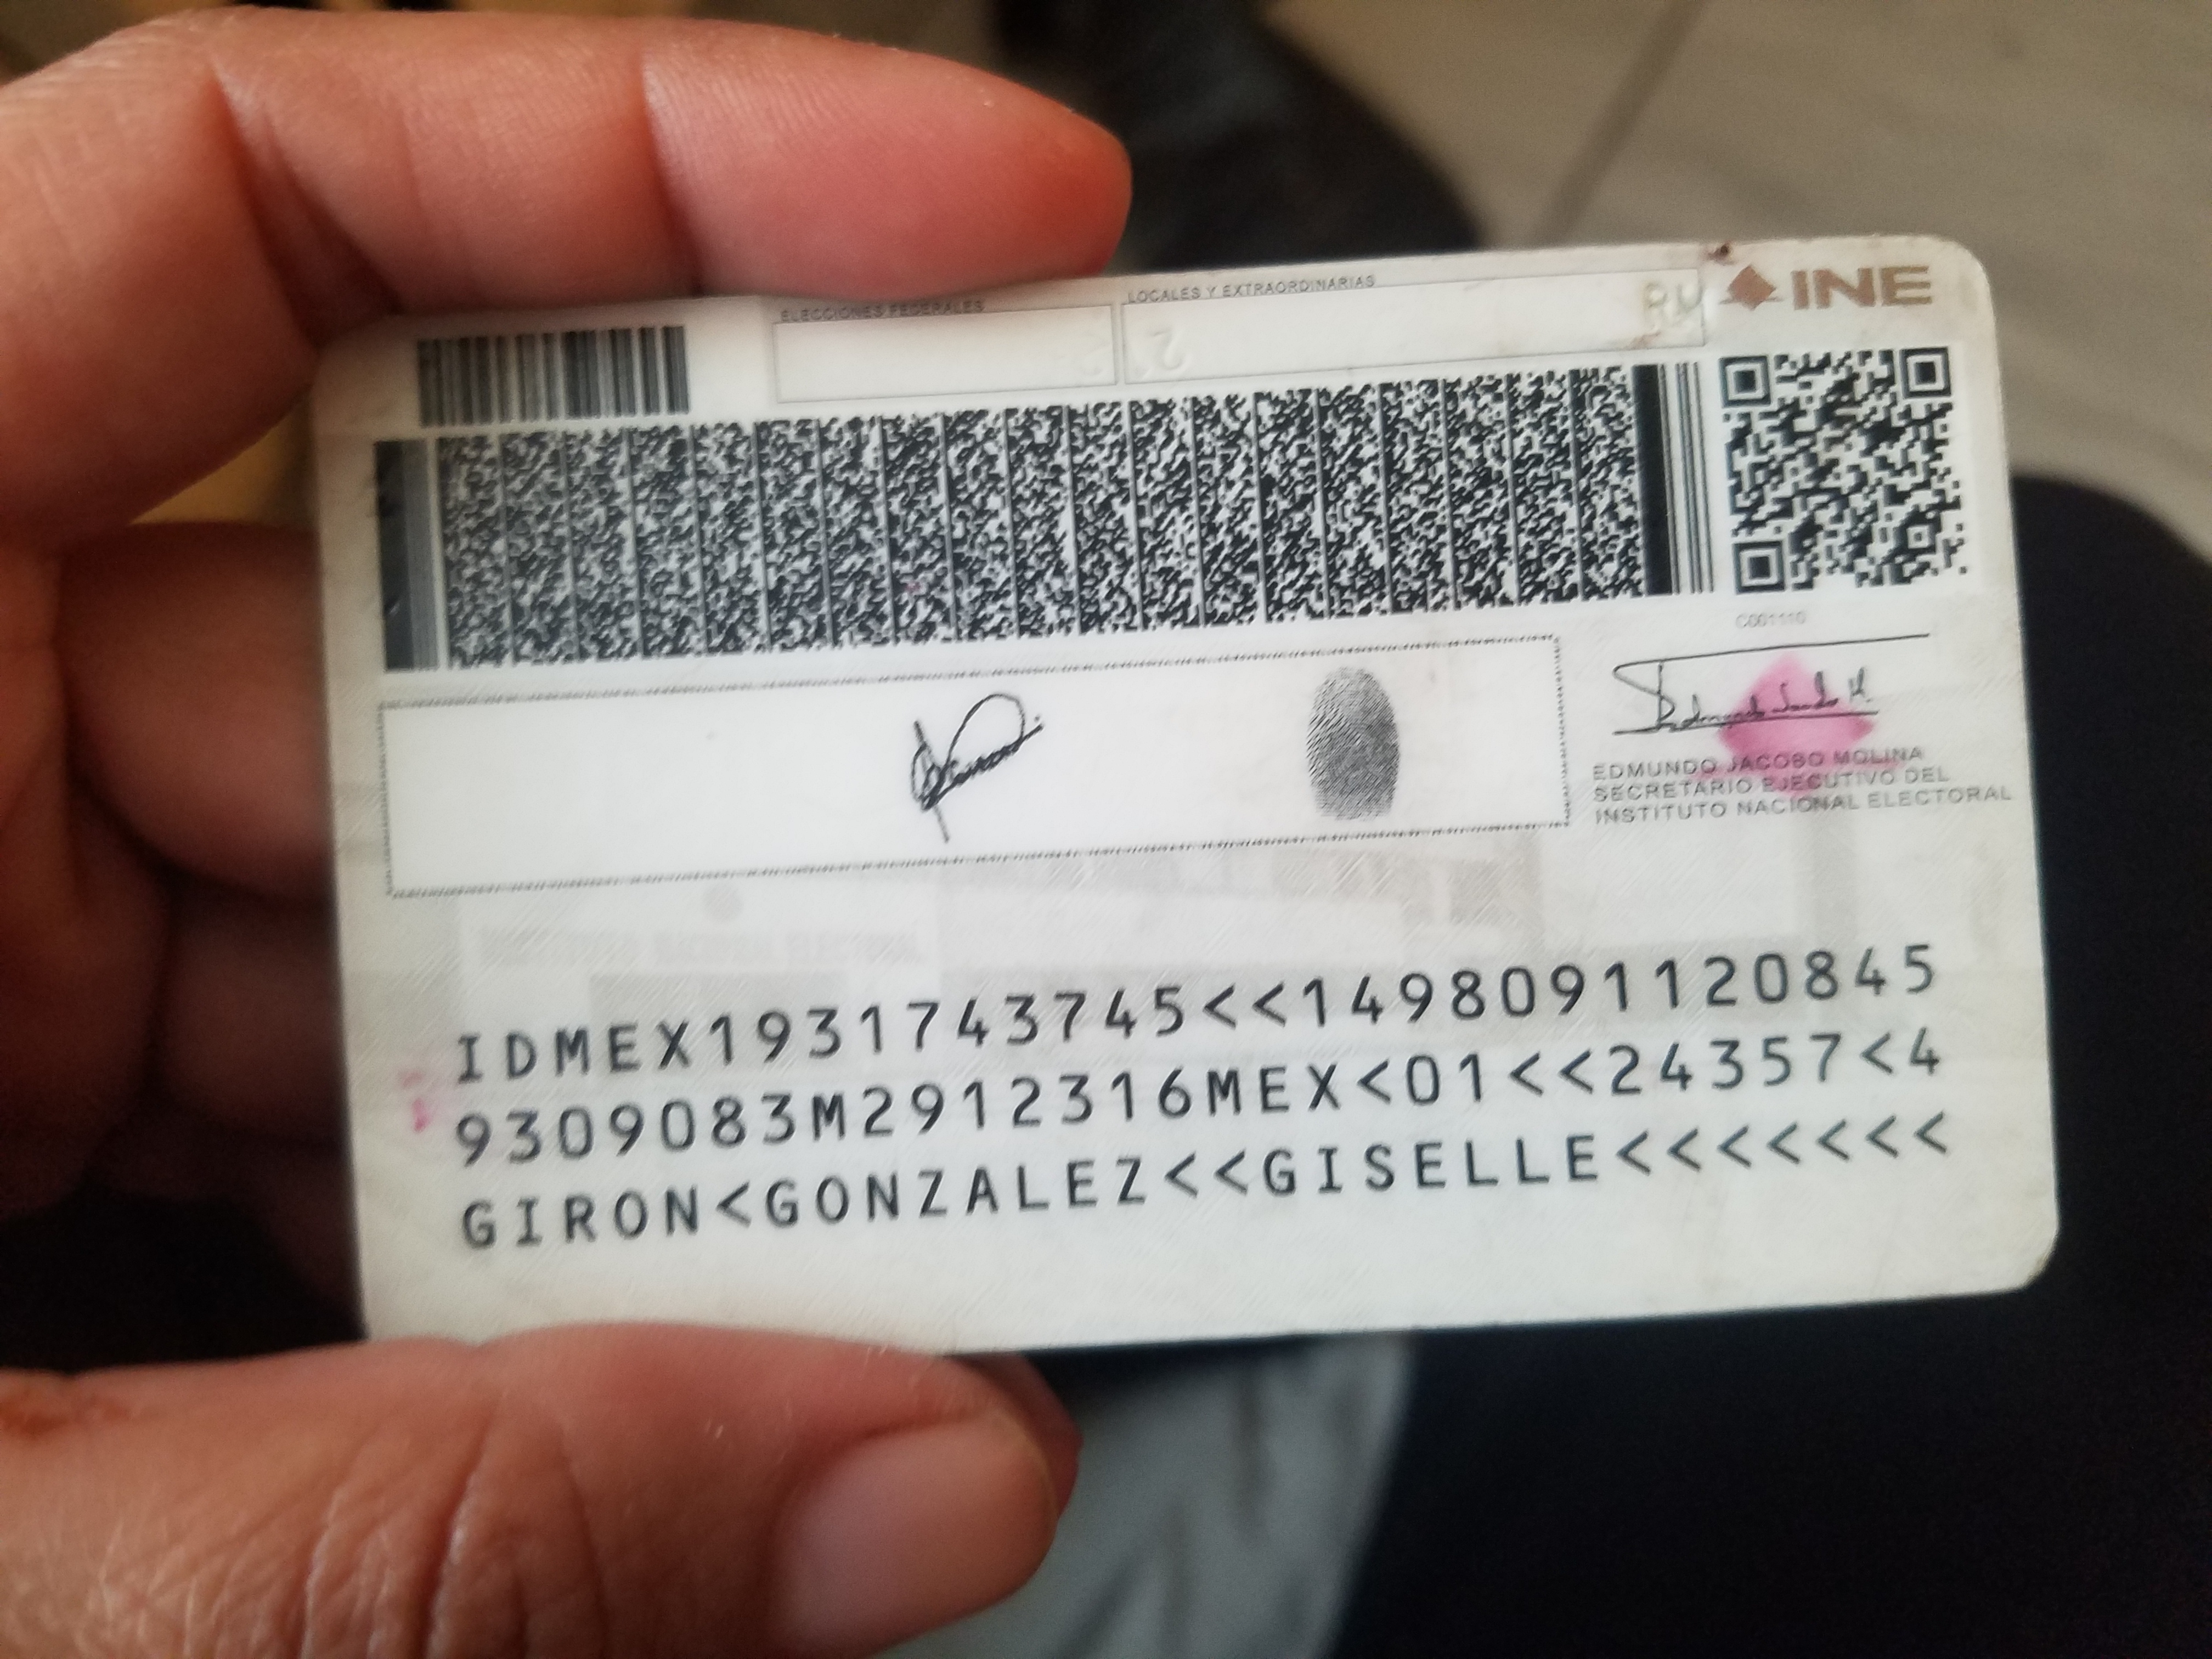 ELECCIONES FEDERALES
LOCALES Y EXTRAORDINARIAS
INE
EDMUNDO JACOBO MOLINA
SECRETARIO EJECUTIVO DEL
INSTITUTO NACIONAL ELECTORAL
IDMEX1931743745<<1498091120845
9309083M2912316MEX<01<<24357<4
GIRON<GONZALEZ<<GISELLE<<<<<<<